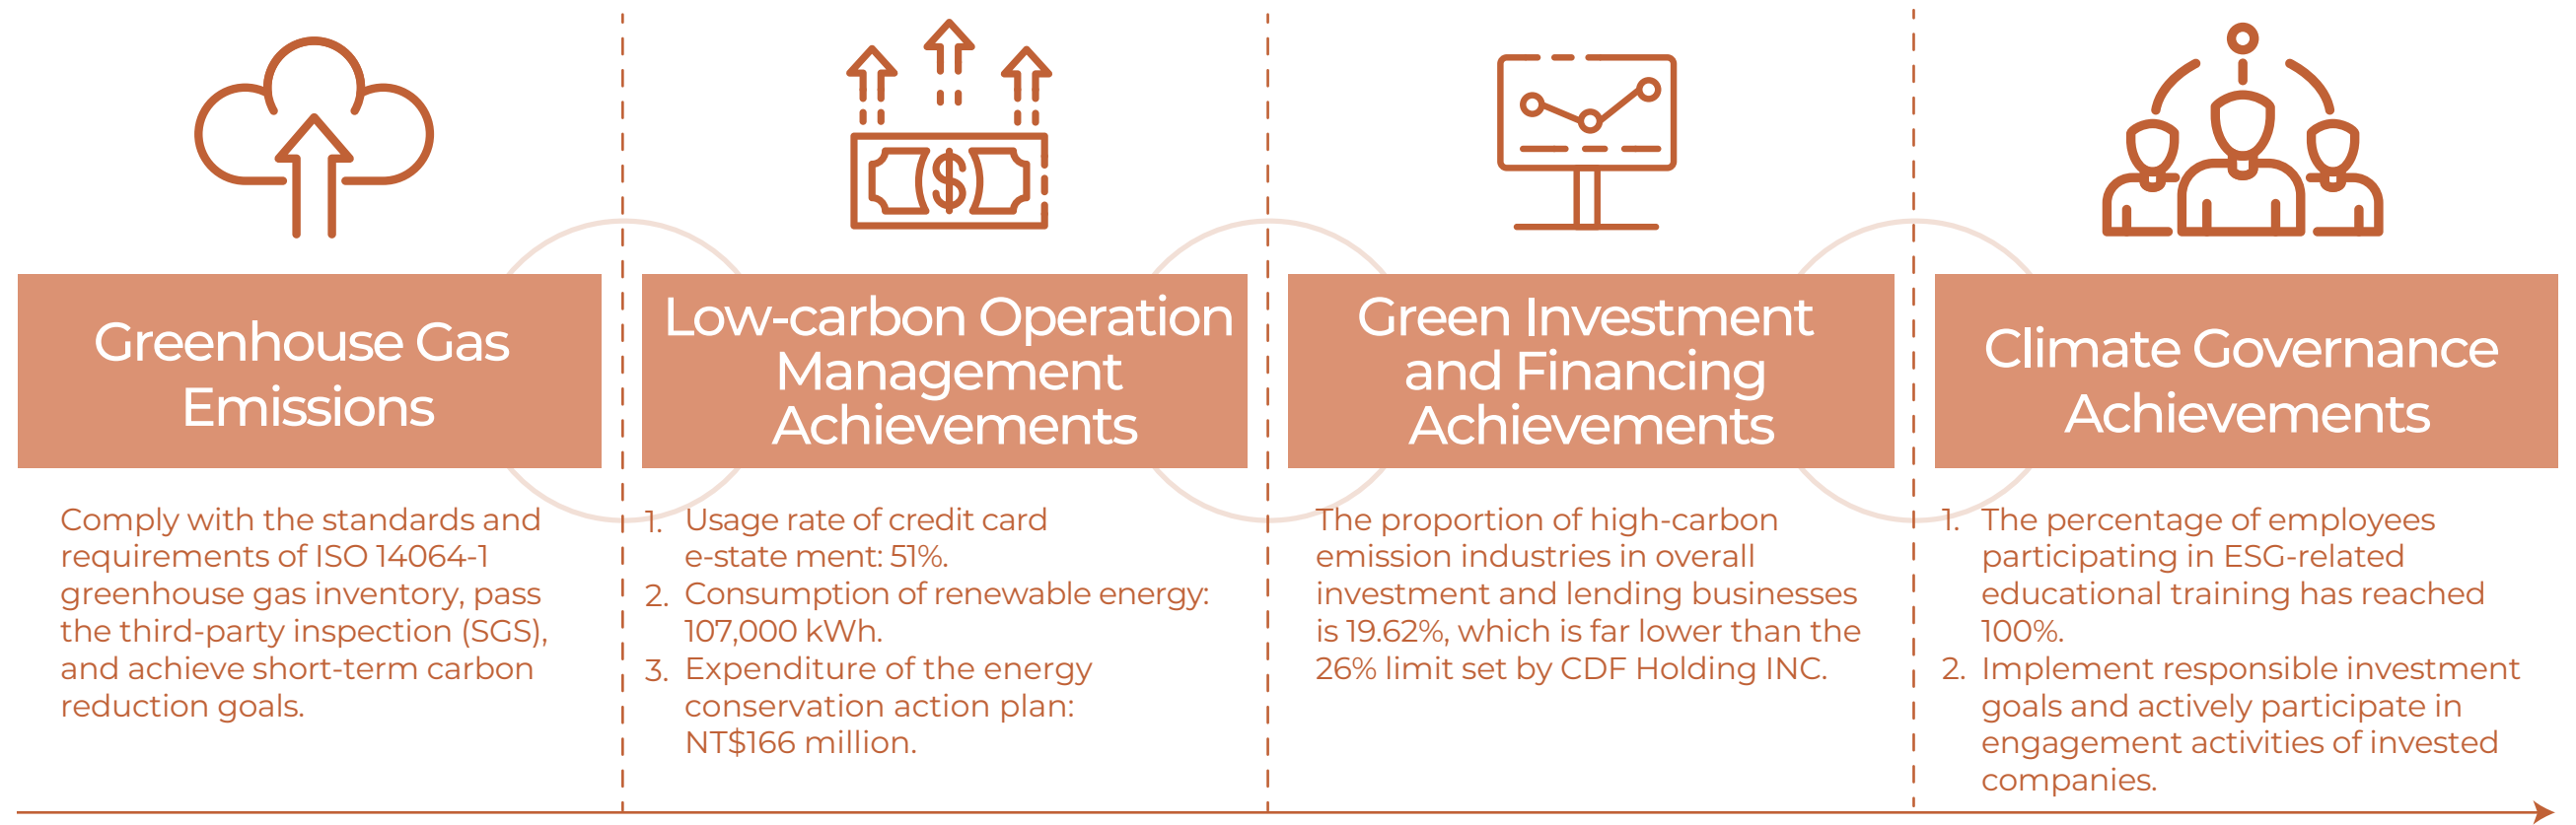 Greenhouse Gas
Emissions
Comply with the standards and
requirements of ISO 14064-1
greenhouse gas inventory, pass
the third-party inspection (SGS),
and achieve short-term carbon
reduction goals.
$
Low-carbon Operation
Management
Achievements
1. Usage rate of credit card
e-state ment: 51%.
2. Consumption of renewable energy:
107,000 kWh.
3. Expenditure of the energy
conservation action plan:
NT$166 million.
Green Investment
and Financing
Achievements
The proportion of high-carbon
emission industries in overall
investment and lending businesses
is 19.62%, which is far lower than the
26% limit set by CDF Holding INC.
Climate Governance
Achievements
1. The percentage of employees
participating in ESG-related
educational training has reached
100%.
2. Implement responsible investment
goals and actively participate in
engagement activities of invested
companies.